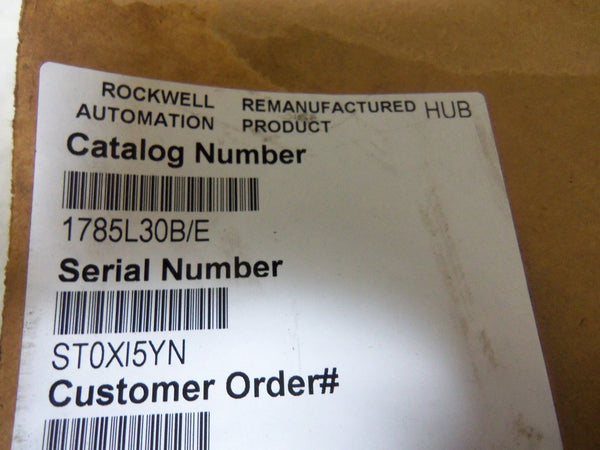 ROCKWELL REMANUFACTURED HUB
AUTOMATION PRODUCT
Catalog Number
1785L30B/E
Serial Number
ST0XI5YN
Customer Order#